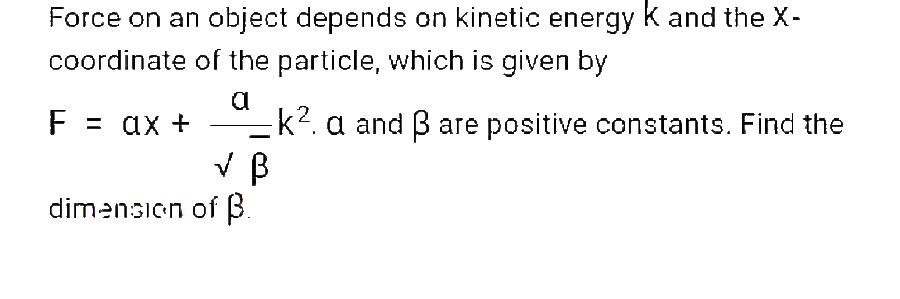 Force on an object depends on kinetic energy k and the X-
coordinate of the particle, which is given by
F = αx + α/√β k². α and β are positive constants. Find the
dimension of β.